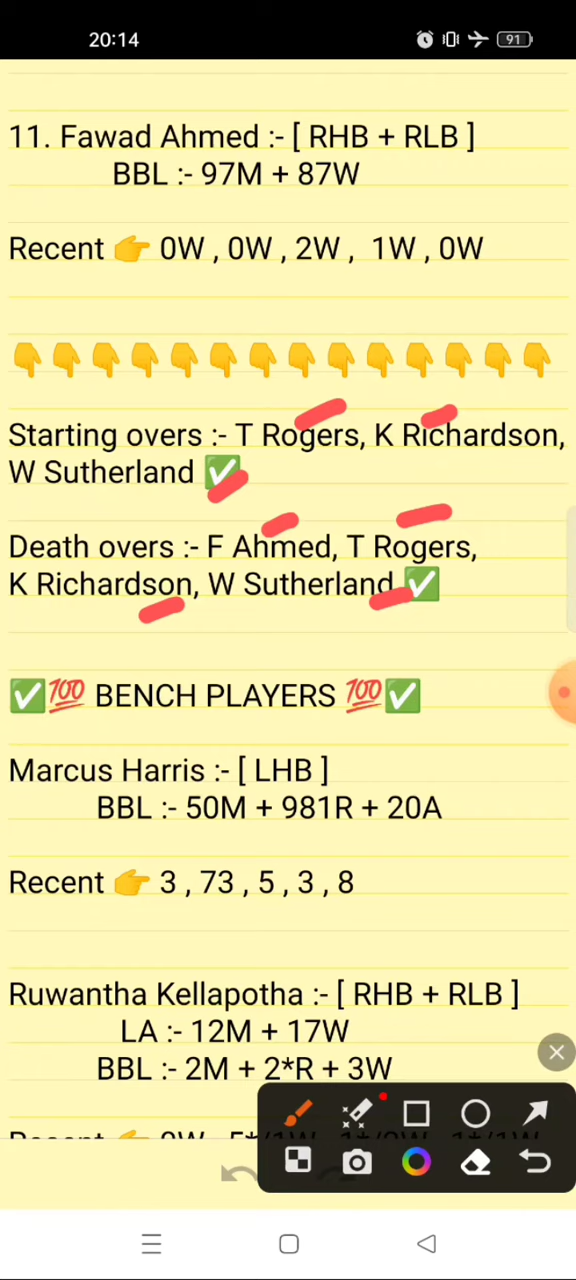 20:14
91
11. Fawad Ahmed :- [ RHB + RLB ]
BBL :- 97M + 87W
Recent 👉 0W , 0W , 2W , 1W , 0W
👇👇👇👇👇👇👇👇👇👇👇👇👇👇
Starting overs :- T Rogers, K Richardson,
W Sutherland ✅
Death overs :- F Ahmed, T Rogers,
K Richardson, W Sutherland ✅
✅💯 BENCH PLAYERS 💯✅
Marcus Harris :- [ LHB ]
BBL :- 50M + 981R + 20A
Recent 👉 3 , 73 , 5 , 3 , 8
Ruwantha Kellapotha :- [ RHB + RLB ]
LA :- 12M + 17W
BBL :- 2M + 2*R + 3W